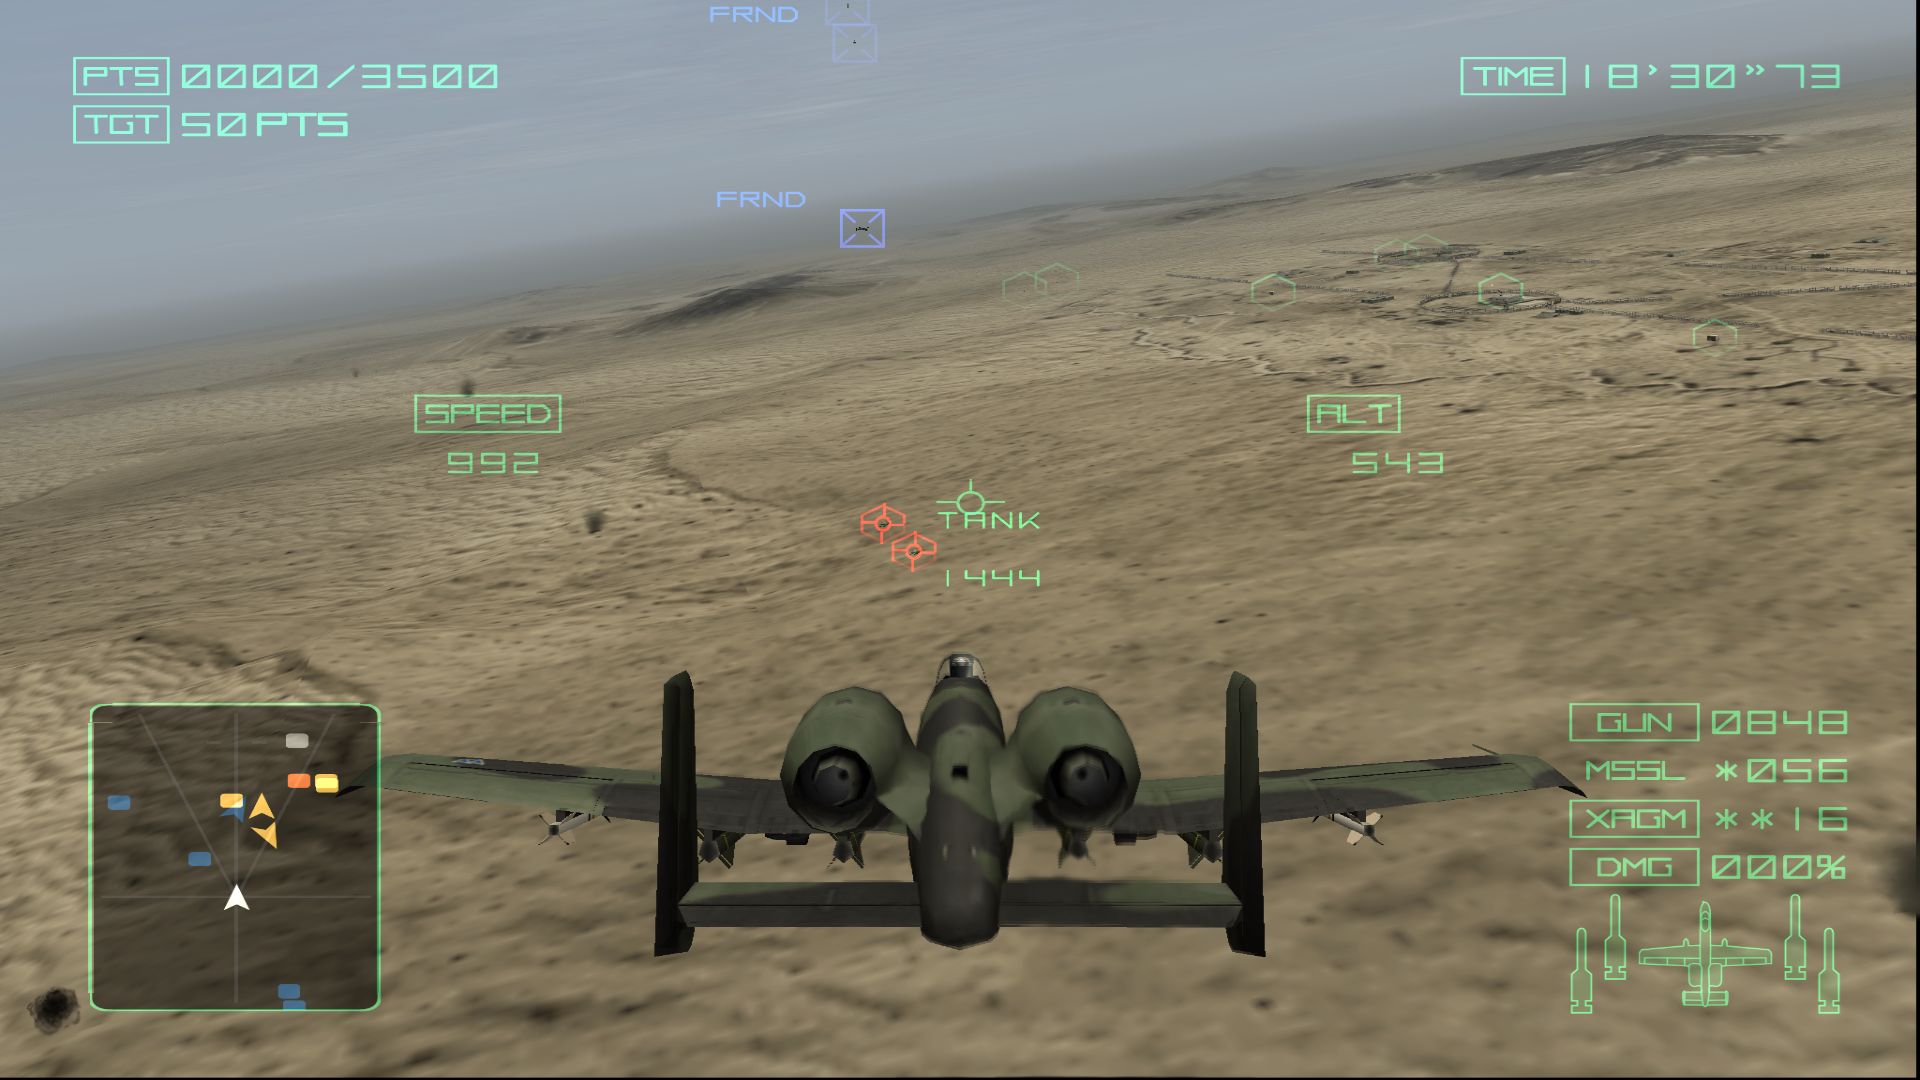 FRND
PTS 0000/3500
TIME 18'30"73
TGT 50PTS
FRND
SPEED
ALT
992
543
TANK
1444
GUN 0848
MSSL *056
XAGM **16
DMG 000%